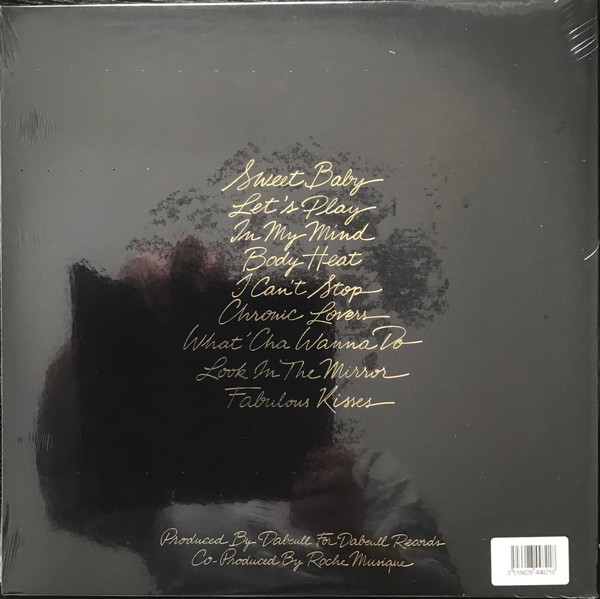 Sweet Baby
Let's Play
In My Mind
Body Heat
I Can't Stop
Chronic Lovers
What' Cha Wanna Do
Look In The Mirror
Fabulous Kisses
Produced By Dabeull For Dabeull Records
Co-Produced By Roche Musique